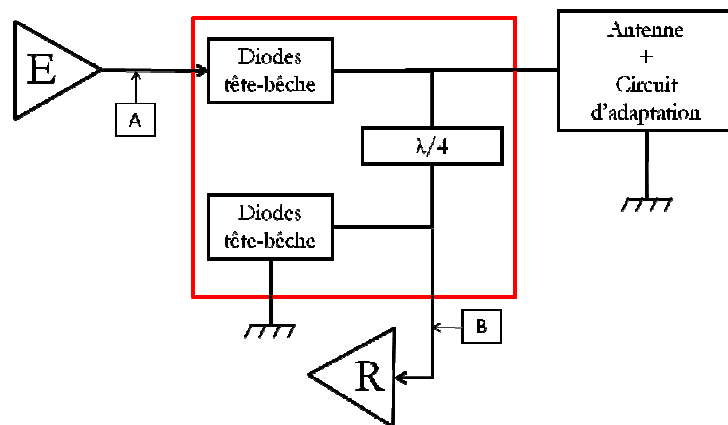 E
A
Diodes
tête-bêche
Antenne
+
Circuit
d'adaptation
λ/4
Diodes
tête-bêche
B
R